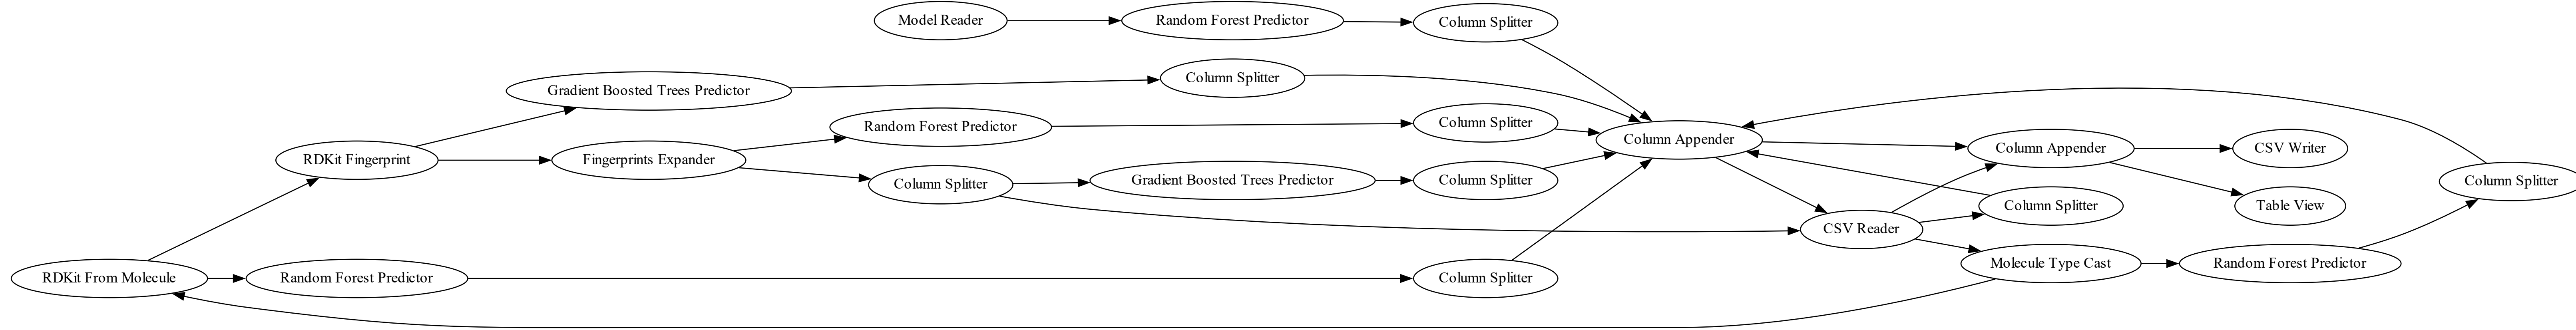 Model Reader
Random Forest Predictor
Column Splitter
Gradient Boosted Trees Predictor
Column Splitter
Random Forest Predictor
Column Splitter
RDKit Fingerprint
Fingerprints Expander
Column Appender
Column Appender
CSV Writer
Column Splitter
Gradient Boosted Trees Predictor
Column Splitter
Column Splitter
CSV Reader
Column Splitter
Table View
RDKit From Molecule
Random Forest Predictor
Column Splitter
Molecule Type Cast
Random Forest Predictor